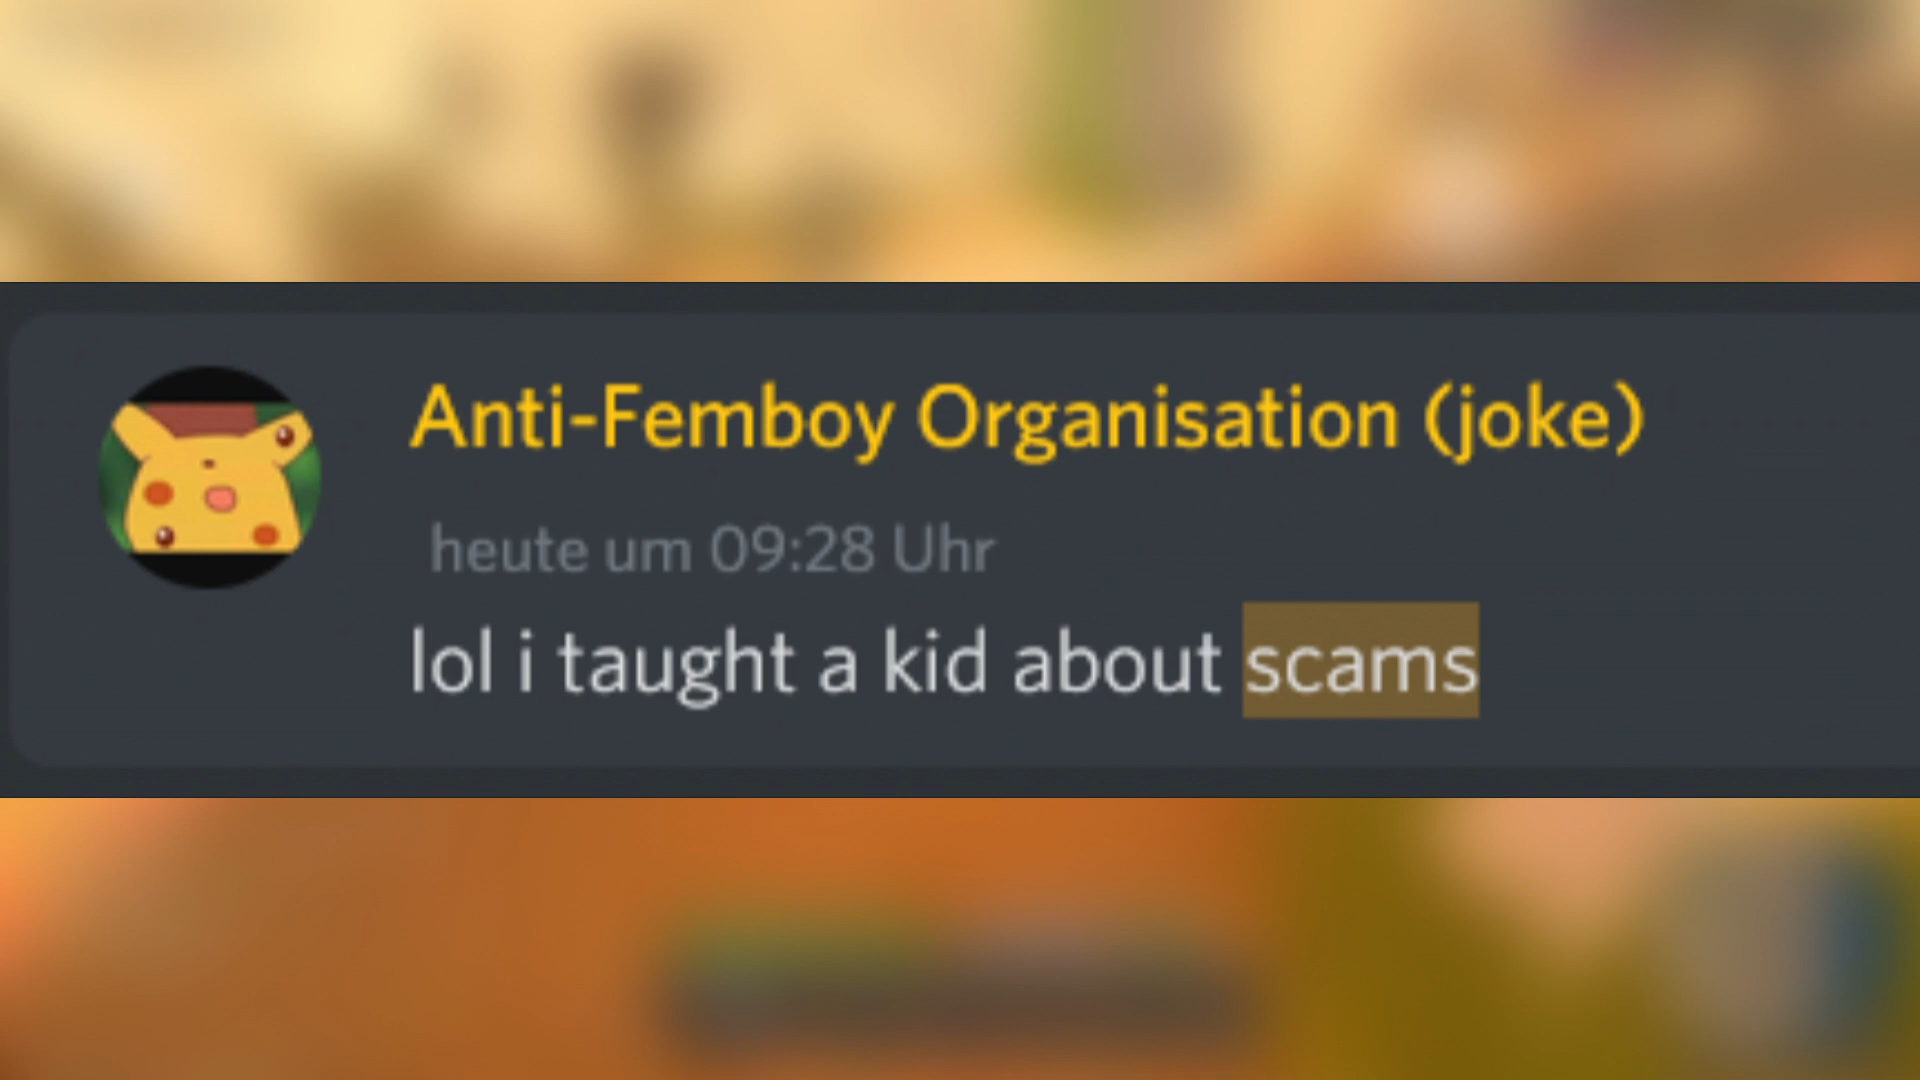 Anti-Femboy Organisation (joke)
heute um 09:28 Uhr
lol i taught a kid about scams